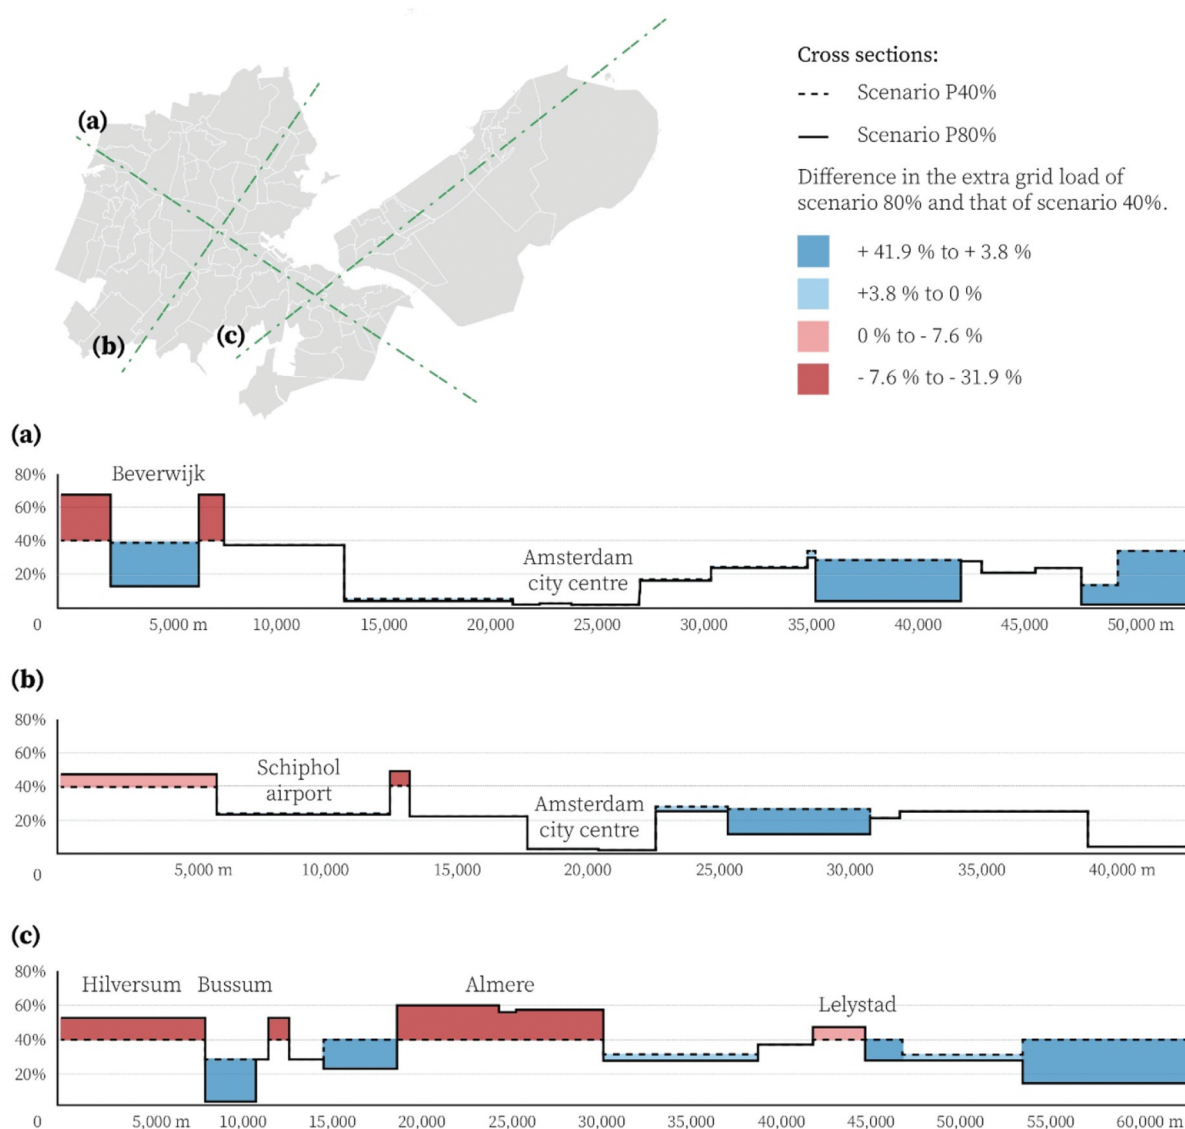 Cross sections:
Scenario P40%
Scenario P80%
Difference in the extra grid load of
scenario 80% and that of scenario 40%.
+ 41.9 % to + 3.8 %
+3.8 % to 0 %
0 % to - 7.6 %
- 7.6 % to - 31.9 %
(a)
(b)
(c)
(a)
80%
60%
40%
20%
0
Beverwijk
Amsterdam
city centre
5,000 m 10,000 15,000 20,000 25,000 30,000 35,000 40,000 45,000 50,000 m
(b)
80%
60%
40%
20%
0
Schiphol
airport
Amsterdam
city centre
5,000 m 10,000 15,000 20,000 25,000 30,000 35,000 40,000 m
(c)
80%
60%
40%
20%
0
Hilversum Bussum Almere Lelystad
5,000 m 10,000 15,000 20,000 25,000 30,000 35,000 40,000 45,000 50,000 55,000 60,000 m